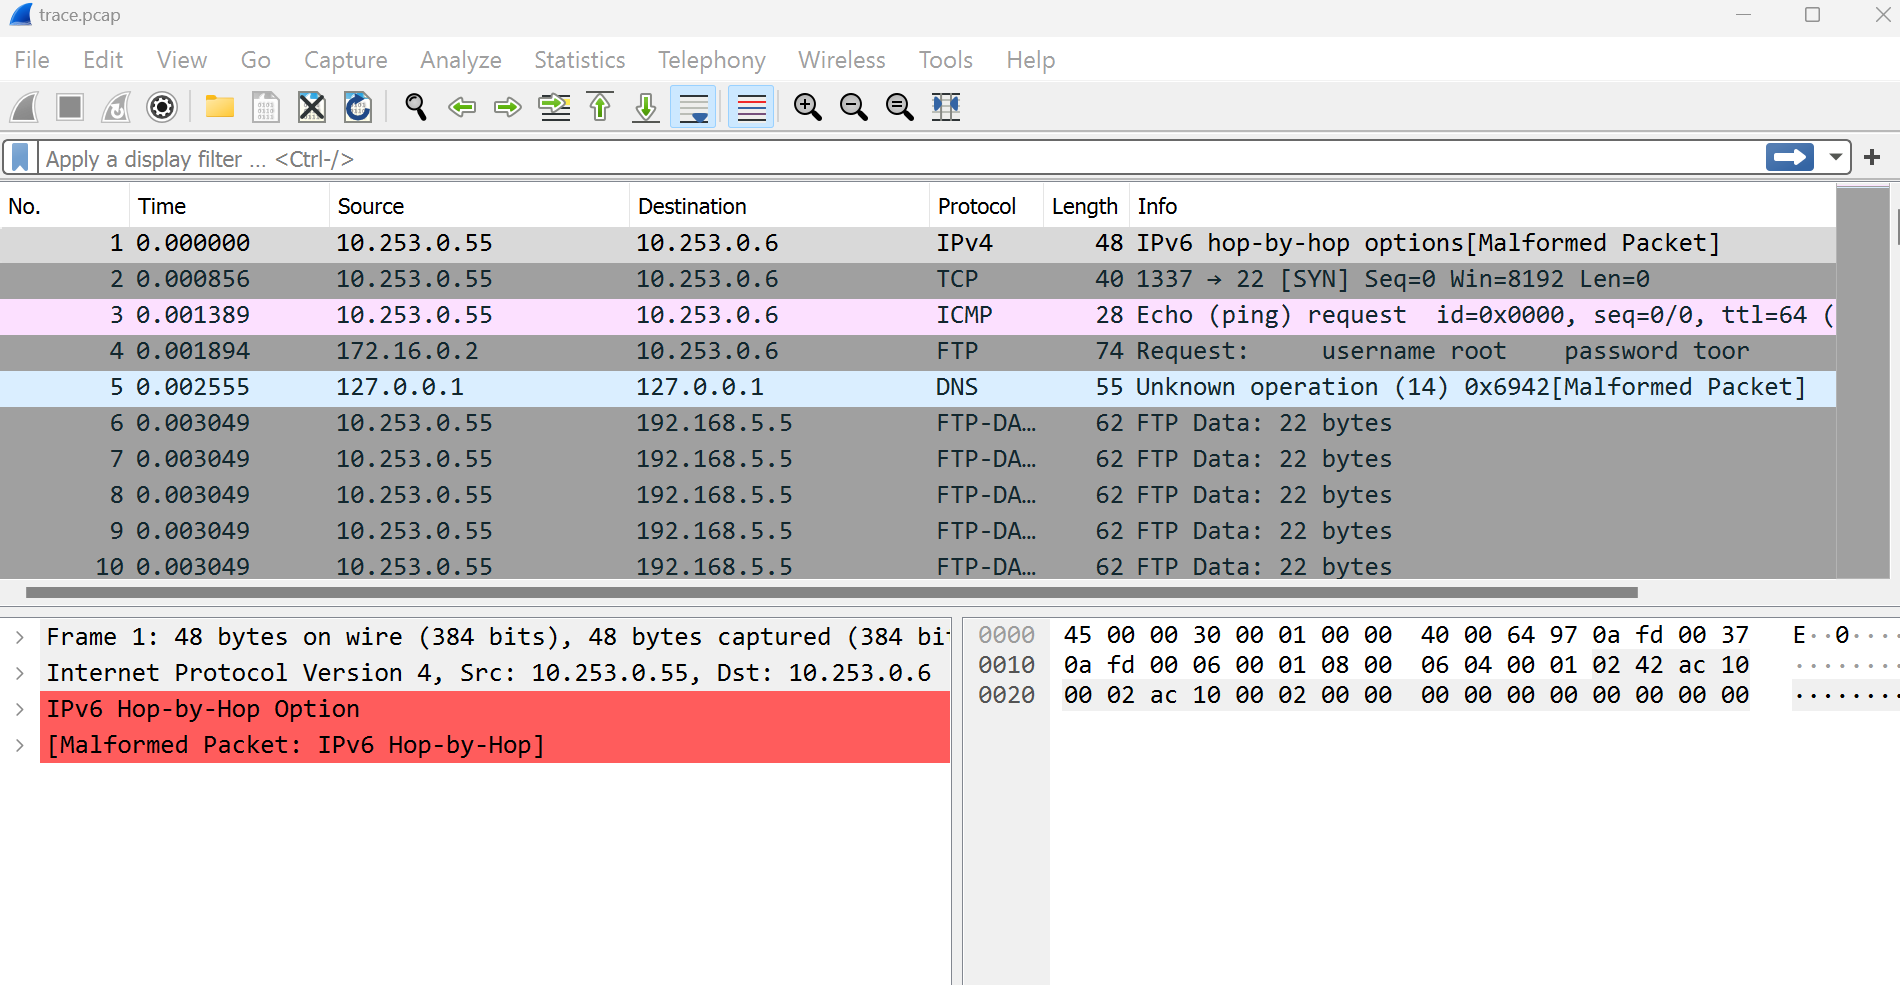 trace.pcap
File Edit View Go Capture Analyze Statistics Telephony Wireless Tools Help
Apply a display filter ... <Ctrl-/>
No. Time Source Destination Protocol Length Info
1 0.000000 10.253.0.55 10.253.0.6 IPv4 48 IPv6 hop-by-hop options[Malformed Packet]
2 0.000856 10.253.0.55 10.253.0.6 TCP 40 1337 → 22 [SYN] Seq=0 Win=8192 Len=0
3 0.001389 10.253.0.55 10.253.0.6 ICMP 28 Echo (ping) request id=0x0000, seq=0/0, ttl=64 (
4 0.001894 172.16.0.2 10.253.0.6 FTP 74 Request: username root password toor
5 0.002555 127.0.0.1 127.0.0.1 DNS 55 Unknown operation (14) 0x6942[Malformed Packet]
6 0.003049 10.253.0.55 192.168.5.5 FTP-DA… 62 FTP Data: 22 bytes
7 0.003049 10.253.0.55 192.168.5.5 FTP-DA… 62 FTP Data: 22 bytes
8 0.003049 10.253.0.55 192.168.5.5 FTP-DA… 62 FTP Data: 22 bytes
9 0.003049 10.253.0.55 192.168.5.5 FTP-DA… 62 FTP Data: 22 bytes
10 0.003049 10.253.0.55 192.168.5.5 FTP-DA… 62 FTP Data: 22 bytes
Frame 1: 48 bytes on wire (384 bits), 48 bytes captured (384 bi
Internet Protocol Version 4, Src: 10.253.0.55, Dst: 10.253.0.6
IPv6 Hop-by-Hop Option
[Malformed Packet: IPv6 Hop-by-Hop]
0000 45 00 00 30 00 01 00 00 40 00 64 97 0a fd 00 37 E··0····
0010 0a fd 00 06 00 01 08 00 06 04 00 01 02 42 ac 10 ········
0020 00 02 ac 10 00 02 00 00 00 00 00 00 00 00 00 00 ········